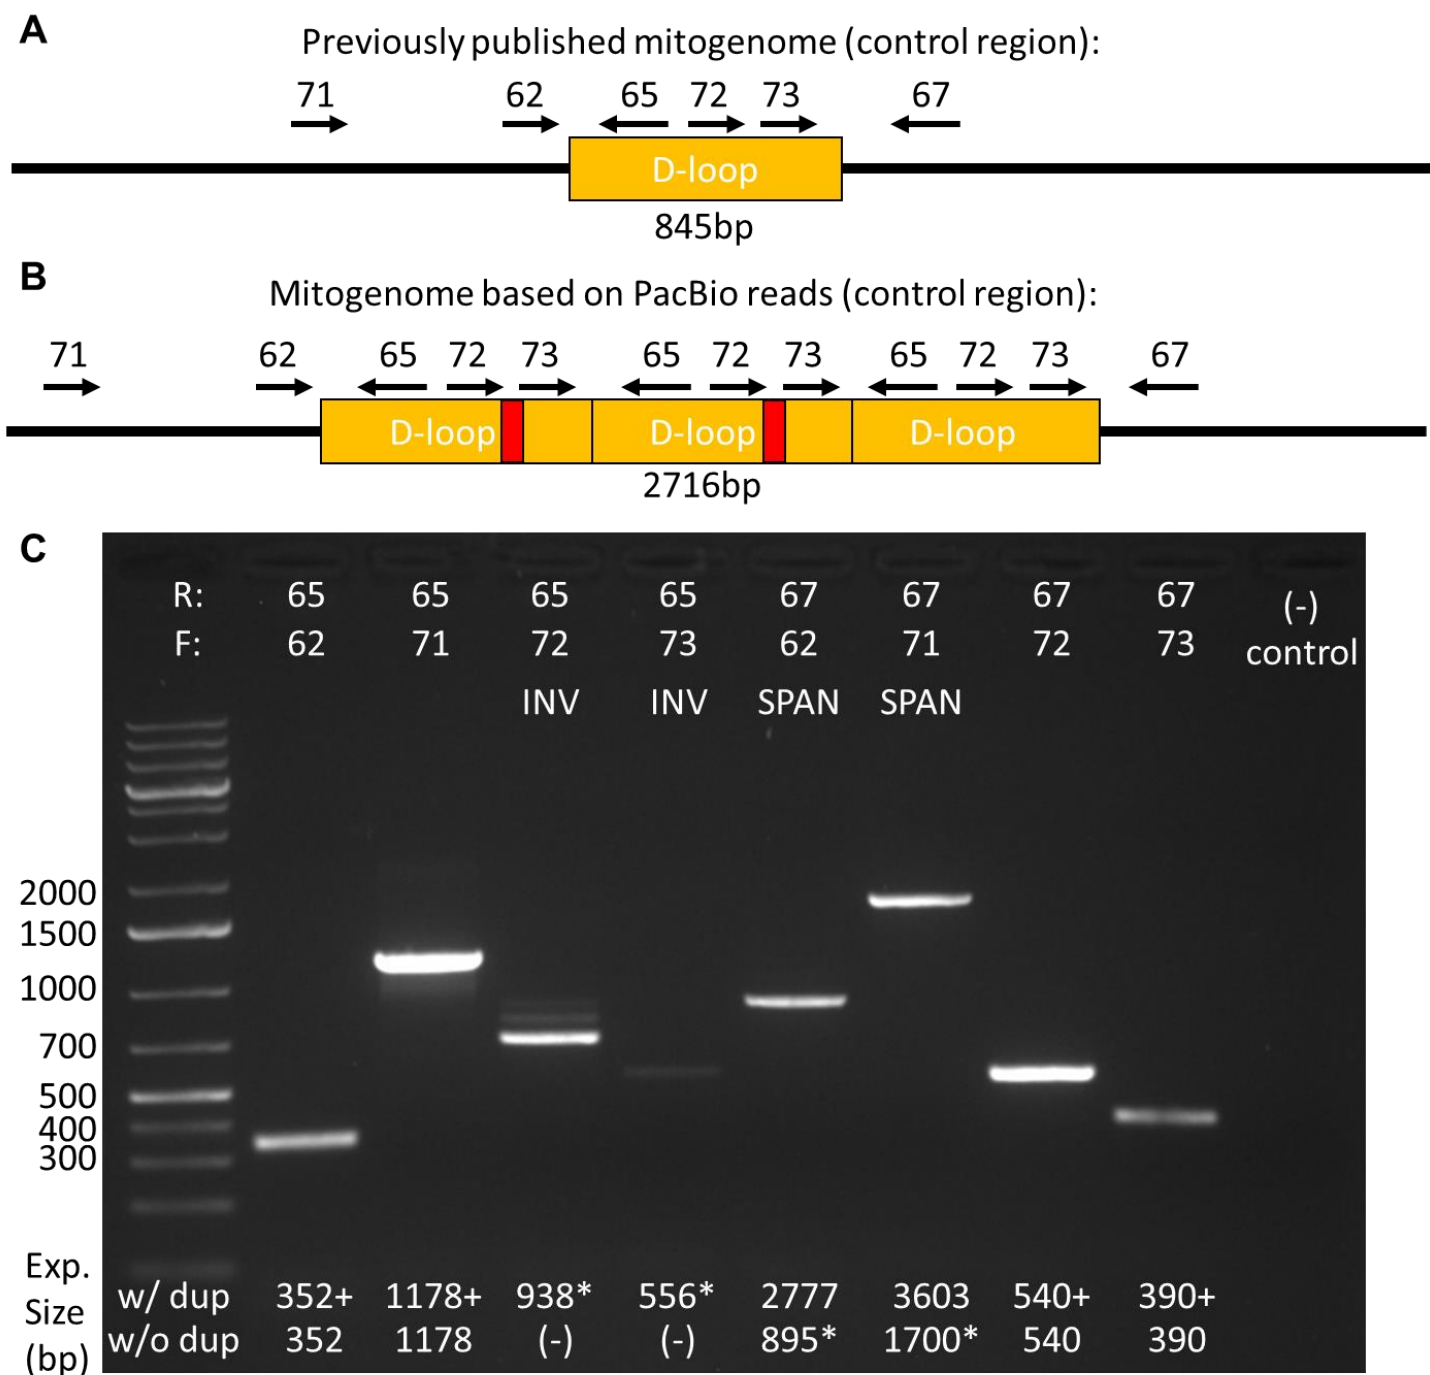 A
Previously published mitogenome (control region):
71 62 65 72 73 67
D-loop
845bp
B
Mitogenome based on PacBio reads (control region):
71 62 65 72 73 65 72 73 65 72 73 67
D-loop D-loop D-loop
2716bp
C
R: 65 65 65 65 67 67 67 67 (-)
F: 62 71 72 73 62 71 72 73 control
INV INV SPAN SPAN
2000
1500
1000
700
500
400
300
Exp.
Size
(bp)
w/ dup 352+ 1178+ 938* 556* 2777 3603 540+ 390+
w/o dup 352 1178 (-) (-) 895* 1700* 540 390